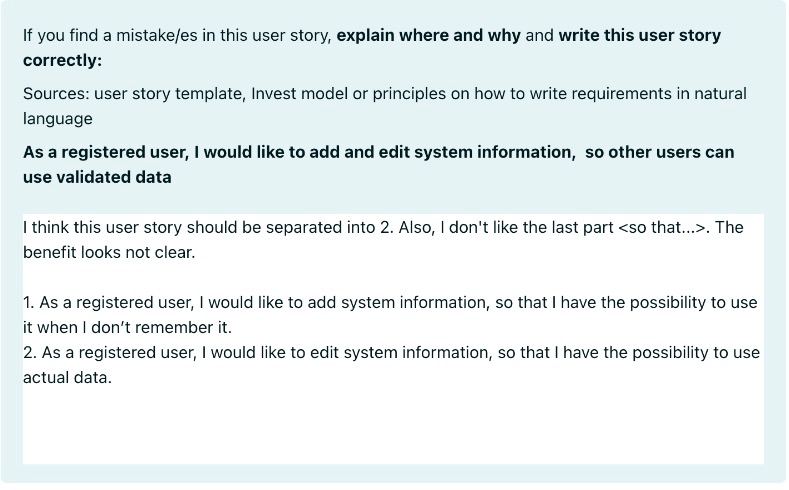 If you find a mistake/es in this user story, explain where and why and write this user story
correctly:
Sources: user story template, Invest model or principles on how to write requirements in natural
language
As a registered user, I would like to add and edit system information,  so other users can
use validated data
I think this user story should be separated into 2. Also, I don't like the last part <so that...>. The
benefit looks not clear.
1. As a registered user, I would like to add system information, so that I have the possibility to use
it when I don’t remember it.
2. As a registered user, I would like to edit system information, so that I have the possibility to use
actual data.